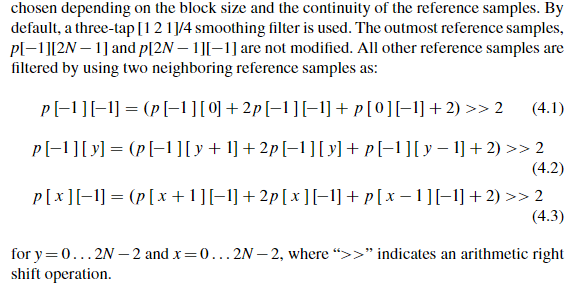 chosen depending on the block size and the continuity of the reference samples. By
default, a three-tap [1 2 1]/4 smoothing filter is used. The outmost reference samples,
p[−1][2N − 1] and p[2N − 1][−1] are not modified. All other reference samples are
filtered by using two neighboring reference samples as:
p[−1][−1] = (p[−1][0] + 2p[−1][−1] + p[0][−1] + 2) >> 2 (4.1)
p[−1][y] = (p[−1][y + 1] + 2p[−1][y] + p[−1][y − 1] + 2) >> 2
(4.2)
p[x][−1] = (p[x + 1][−1] + 2p[x][−1] + p[x − 1][−1] + 2) >> 2
(4.3)
for y = 0 . . . 2N − 2 and x = 0 . . . 2N − 2, where “>>” indicates an arithmetic right
shift operation.